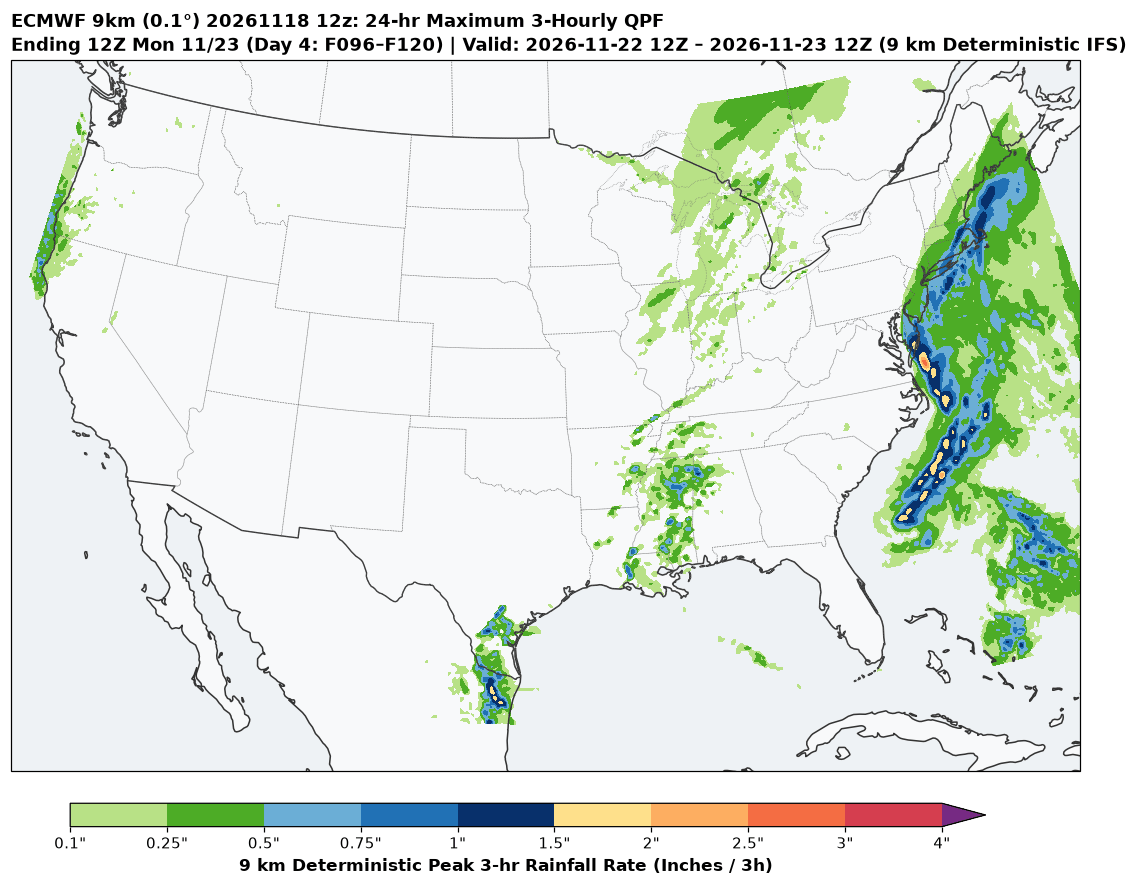 ECMWF 9km (0.1°) 20261118 12z: 24-hr Maximum 3-Hourly QPF
Ending 12Z Mon 11/23 (Day 4: F096–F120) | Valid: 2026-11-22 12Z – 2026-11-23 12Z (9 km Deterministic IFS)
0.1" 0.25" 0.5" 0.75" 1" 1.5" 2" 2.5" 3" 4"
9 km Deterministic Peak 3-hr Rainfall Rate (Inches / 3h)